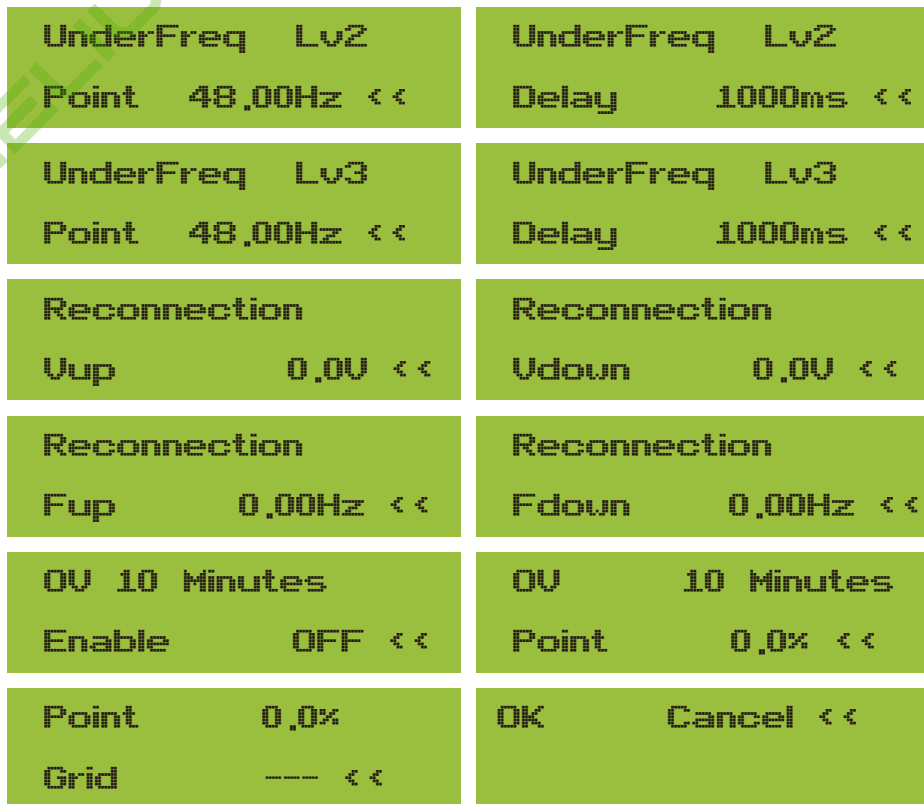 UnderFreq Lv2
Point 48.00Hz <<
UnderFreq Lv2
Delay 1000ms <<
UnderFreq Lv3
Point 48.00Hz <<
UnderFreq Lv3
Delay 1000ms <<
Reconnection
Vup 0.0V <<
Reconnection
Vdown 0.0V <<
Reconnection
Fup 0.00Hz <<
Reconnection
Fdown 0.00Hz <<
OV 10 Minutes
Enable OFF <<
OV 10 Minutes
Point 0.0% <<
Point 0.0%
Grid --- <<
OK Cancel <<